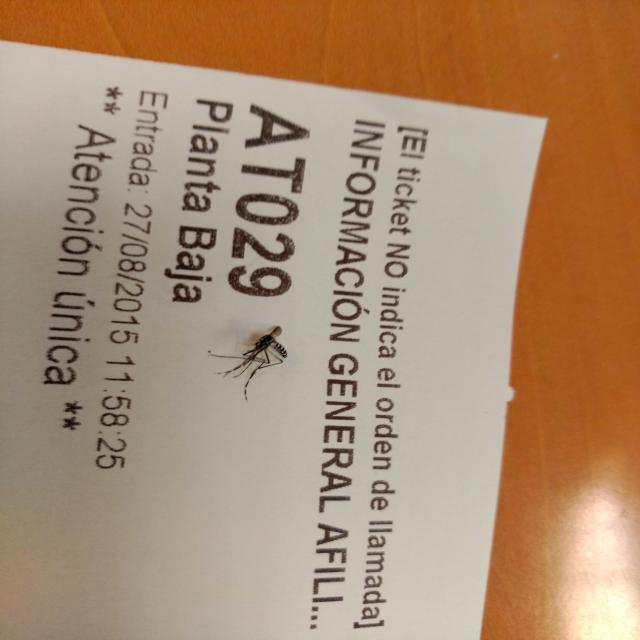 [El ticket NO indica el orden de llamada]
INFORMACIÓN GENERAL AFILI...
AT029
Planta Baja
Entrada: 27/08/2015 11:58:25
** Atención única **